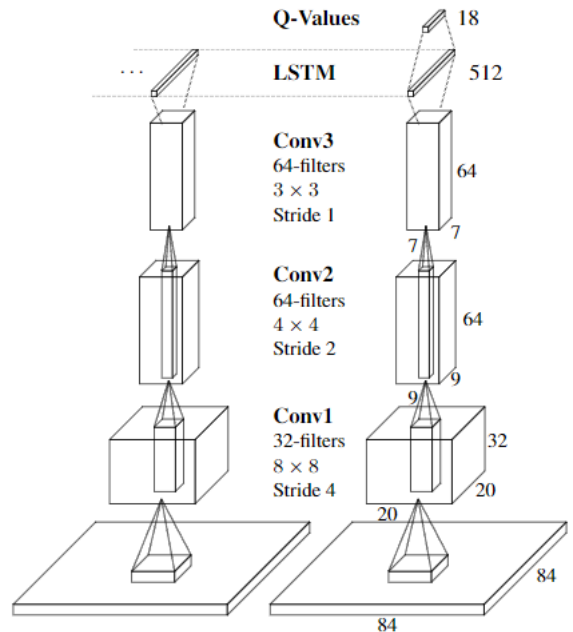 Q-Values 18
... LSTM 512
Conv3
64-filters
3 × 3
Stride 1
64
7
7
Conv2
64-filters
4 × 4
Stride 2
64
9
9
Conv1
32-filters
8 × 8
Stride 4
32
20
20
84
84